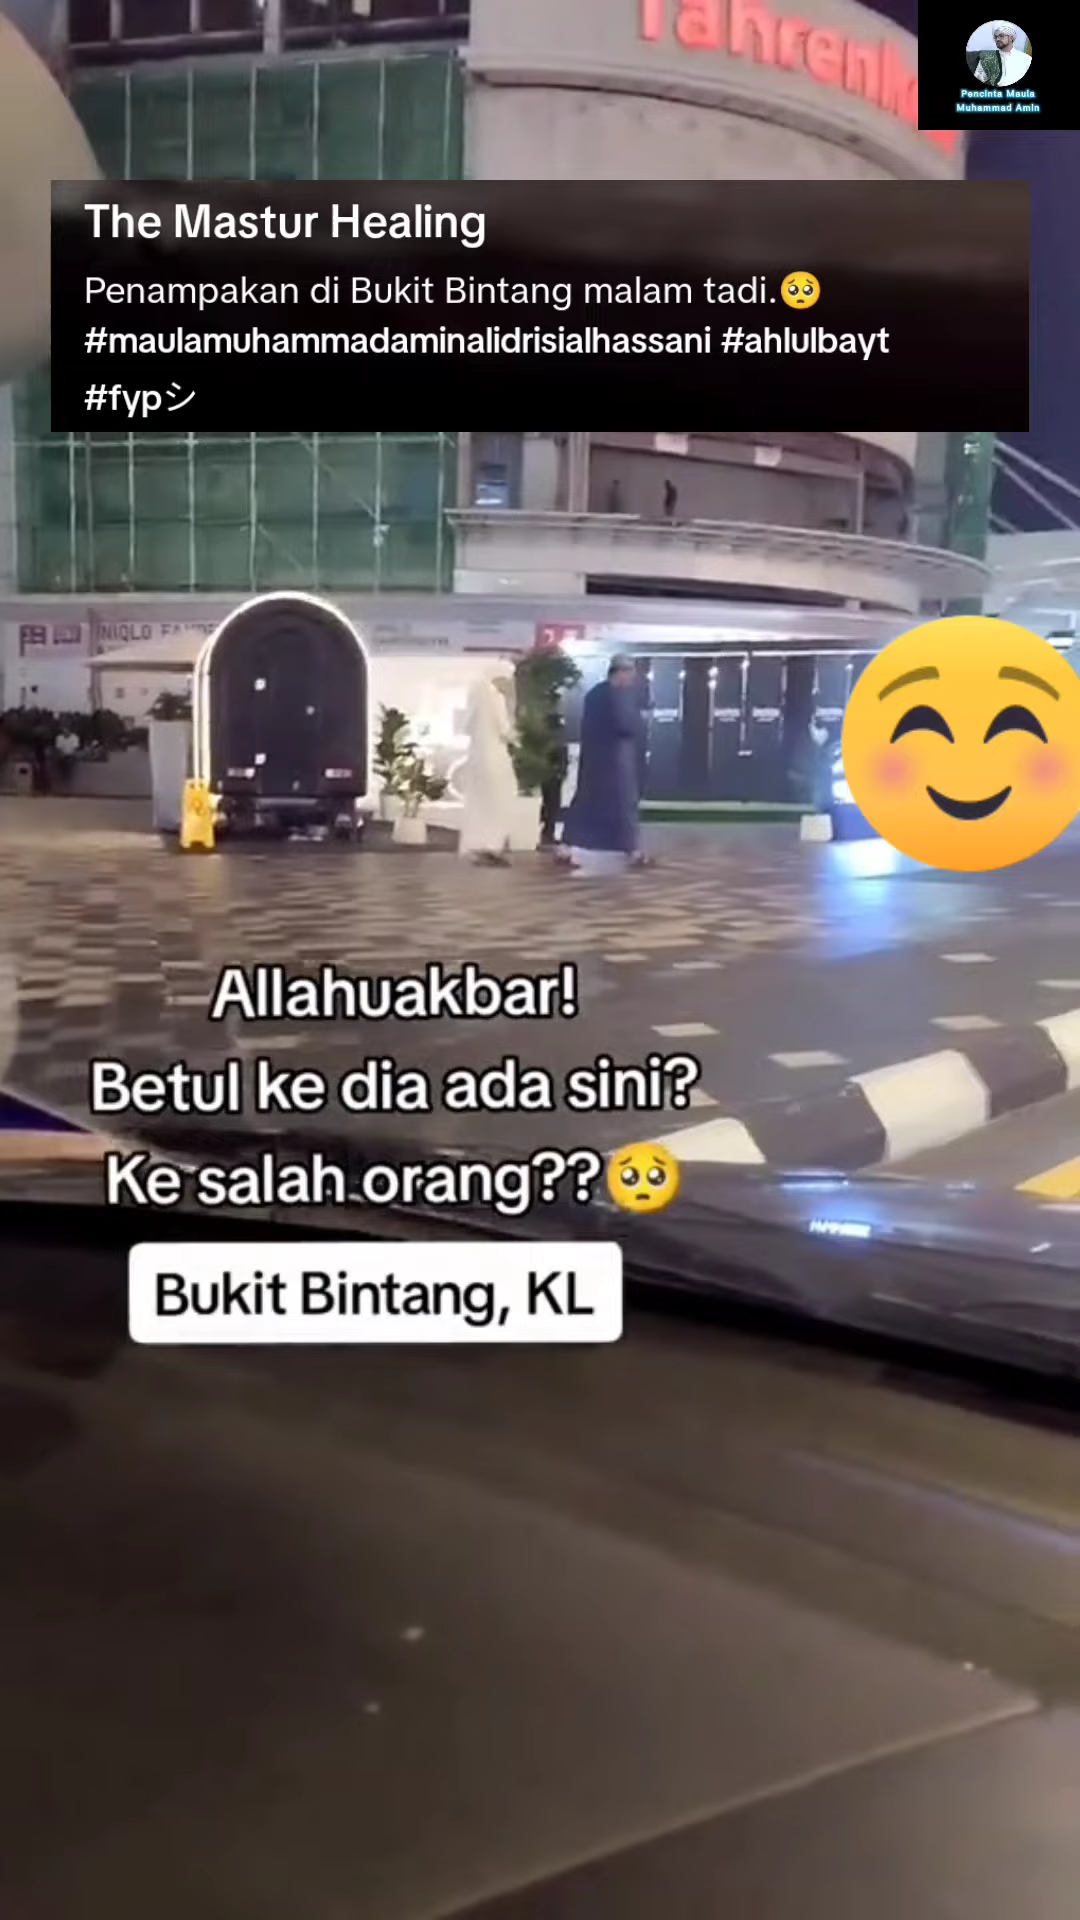 Fahrenhe
Pencinta Maula
Muhammad Amin
The Mastur Healing
Penampakan di Bukit Bintang malam tadi.🥺
#maulamuhammadaminalidrisialhassani #ahlulbayt
#fypシ
Allahuakbar!
Betul ke dia ada sini?
Ke salah orang??🥺
Bukit Bintang, KL